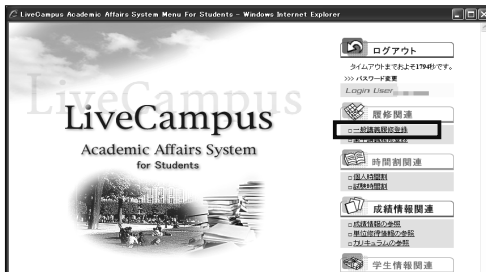 LiveCampus Academic Affairs System Menu For Students - Windows Internet Explorer
LiveCampus
LiveCampus
Academic Affairs System
for Students
ログアウト
タイムアウトまでおよそ1794秒です。
>>> パスワード変更
Login User
履修関連
一般講義履修登録
時間割関連
個人時間割
試験時間割
成績情報関連
成績情報の参照
単位修得情報の参照
カリキュラムの参照
学生情報関連